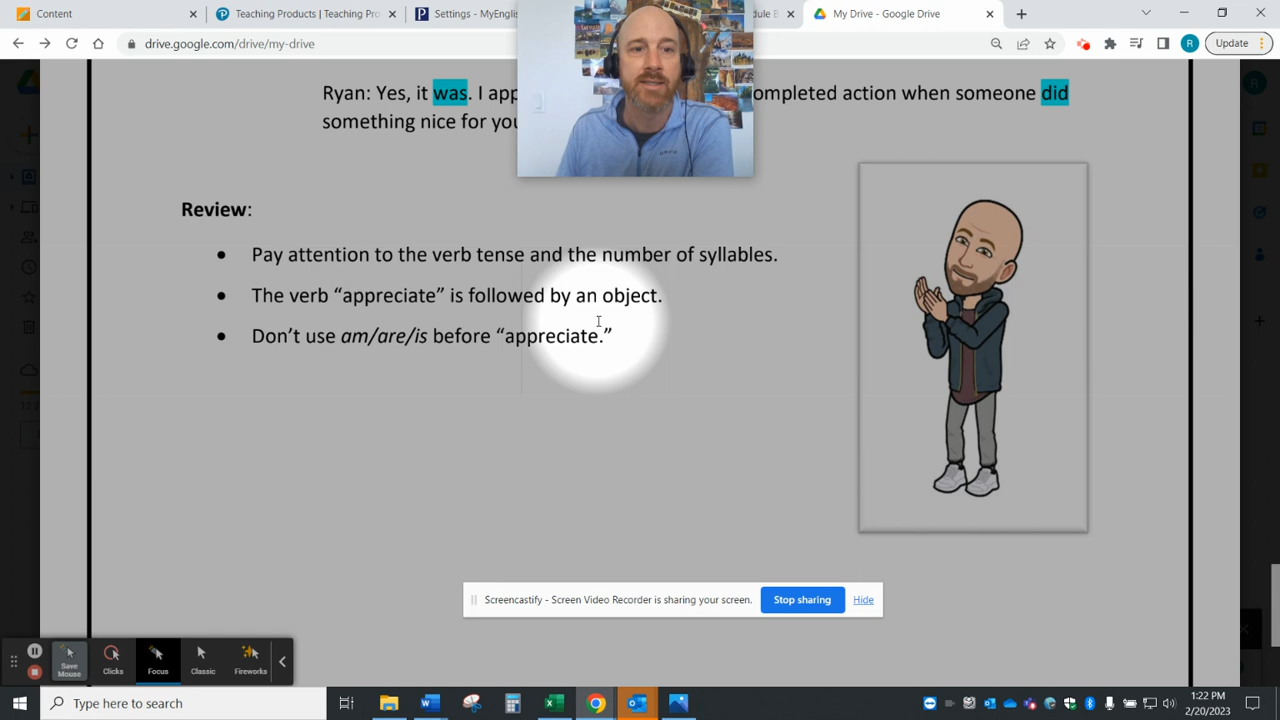 Content
Teaching Products | Teaching Pro
Settings - MyEnglis
dule B
My Drive - Google Drive
drive.google.com/drive/my-drive
Update
Ryan: Yes, it was. I app
ompleted action when someone did
something nice for you
Review:
Pay attention to the verb tense and the number of syllables.
The verb “appreciate” is followed by an object.
Don’t use am/are/is before “appreciate.”
Screencastify - Screen Video Recorder is sharing your screen.
Stop sharing
Hide
Save Mouse
Clicks
Focus
Classic
Fireworks
Type here to search
1:22 PM
2/20/2023